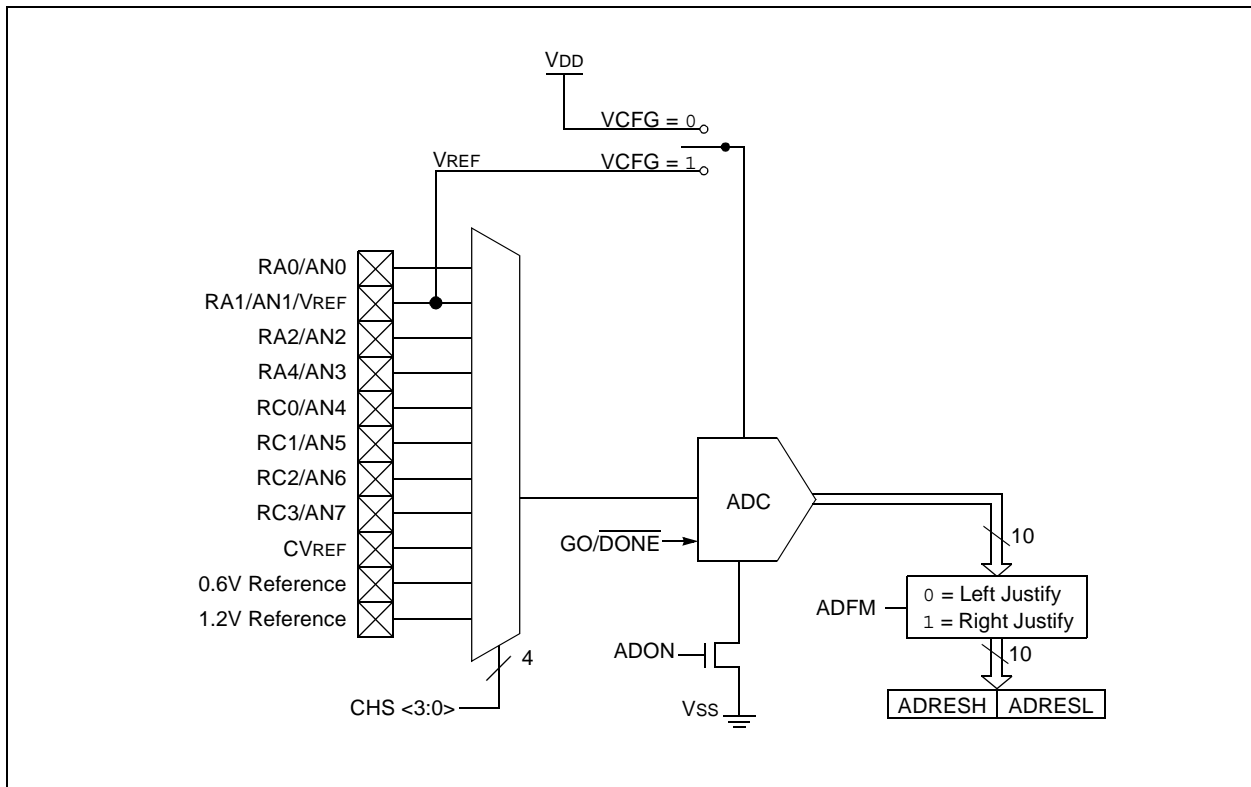 VDD
VCFG = 0
VREF
VCFG = 1
RA0/AN0
RA1/AN1/VREF
RA2/AN2
RA4/AN3
RC0/AN4
RC1/AN5
RC2/AN6
RC3/AN7
CVREF
0.6V Reference
1.2V Reference
CHS <3:0>
4
ADC
GO/DONE
ADON
VSS
10
ADFM
0 = Left Justify
1 = Right Justify
10
ADRESH ADRESL